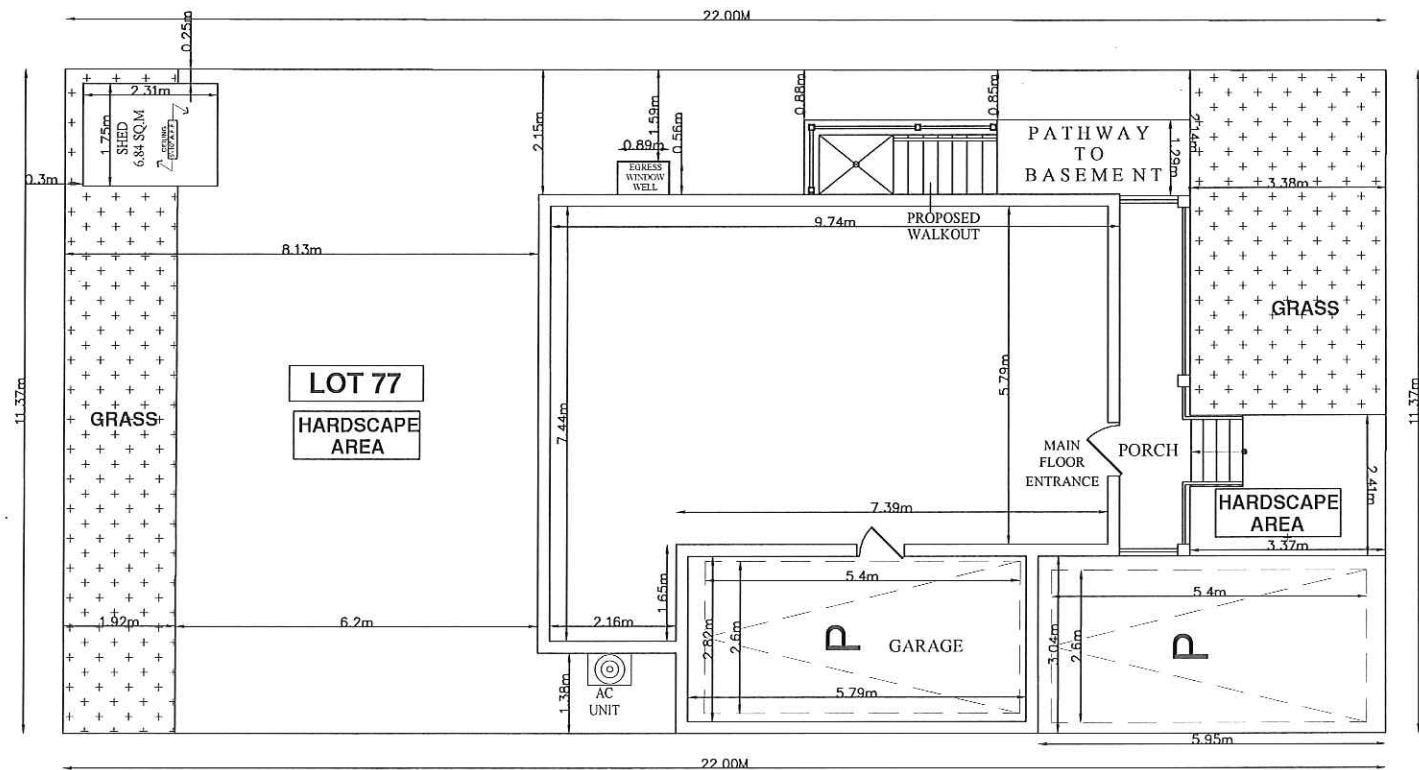 22.00M
0.25m
2.31m
1.75m
SHED
6.84 SQ.M
0.3m
2.15m
1.59m
0.56m
0.89m
EGRESS
WINDOW
WELL
0.88m
0.85m
PATHWAY
TO
BASEMENT
1.29m
2.14m
3.38m
PROPOSED
WALKOUT
9.74m
8.13m
11.37m
11.37m
GRASS
LOT 77
HARDSCAPE
AREA
GRASS
7.44m
5.79m
MAIN
FLOOR
ENTRANCE
PORCH
2.41m
HARDSCAPE
AREA
3.37m
7.39m
1.65m
2.16m
1.92m
6.2m
5.4m
2.82m
2.6m
P
GARAGE
5.79m
5.4m
3.04m
2.6m
P
1.38m
AC
UNIT
5.95m
22.00M